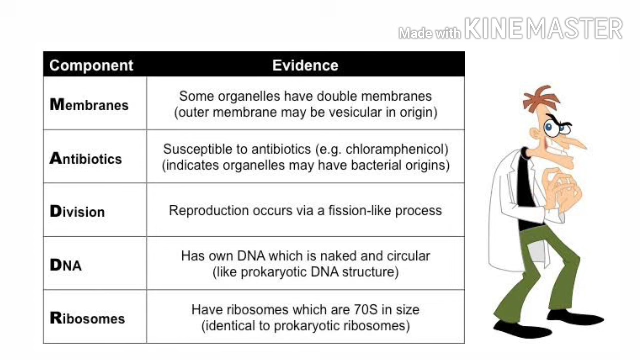 Made with KINEMASTER
Component Evidence
Membranes
Some organelles have double membranes
(outer membrane may be vesicular in origin)
Antibiotics
Susceptible to antibiotics (e.g. chloramphenicol)
(indicates organelles may have bacterial origins)
Division
Reproduction occurs via a fission-like process
DNA
Has own DNA which is naked and circular
(like prokaryotic DNA structure)
Ribosomes
Have ribosomes which are 70S in size
(identical to prokaryotic ribosomes)